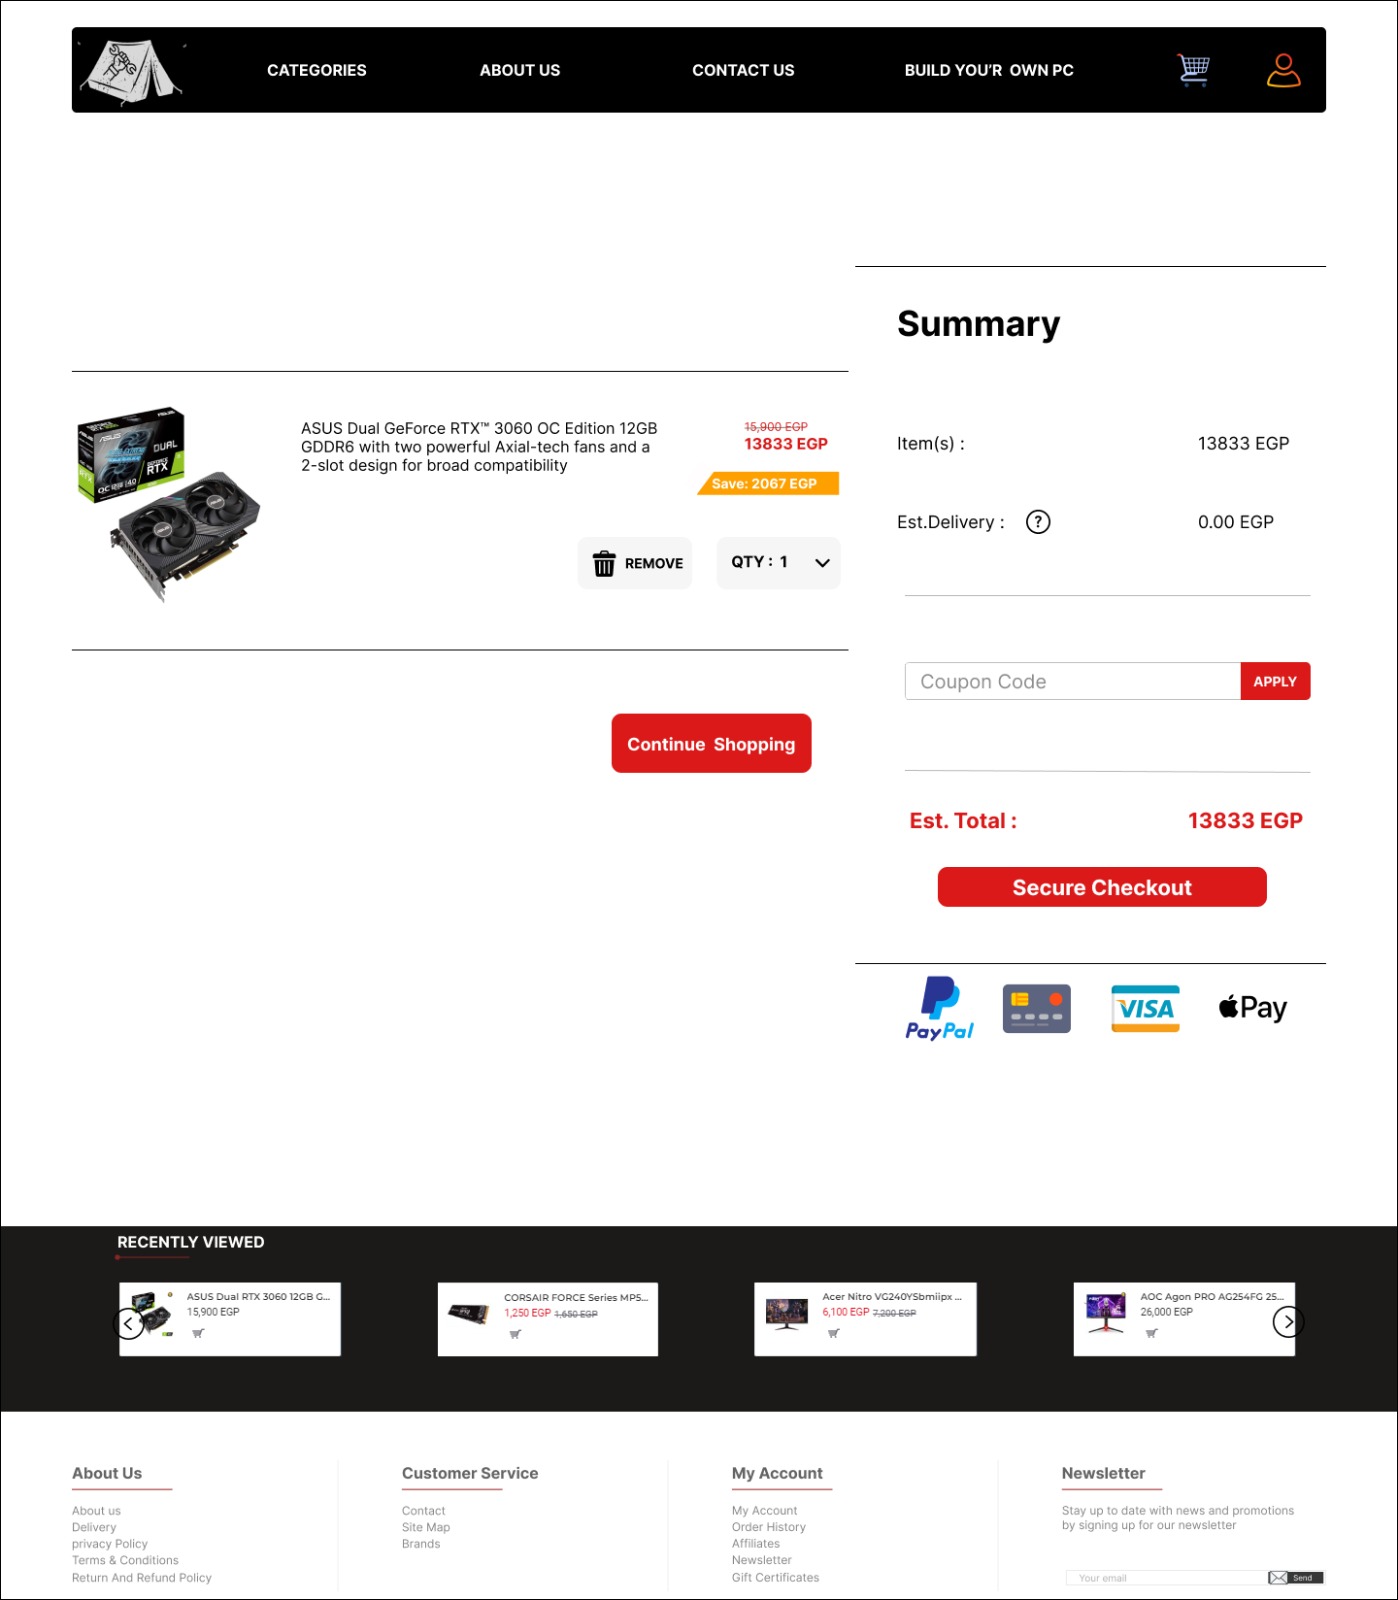 CATEGORIES
ABOUT US
CONTACT US
BUILD YOU'R OWN PC
Summary
ASUS Dual GeForce RTX™ 3060 OC Edition 12GB
GDDR6 with two powerful Axial-tech fans and a
2-slot design for broad compatibility
15,900 EGP
13833 EGP
Save: 2067 EGP
REMOVE
QTY : 1
Item(s) :
13833 EGP
Est.Delivery :
?
0.00 EGP
Coupon Code
APPLY
Continue Shopping
Est. Total :
13833 EGP
Secure Checkout
PayPal
VISA
Pay
DUAL
GEFORCE
RTX
RECENTLY VIEWED
ASUS Dual RTX 3060 12GB G...
15,900 EGP
CORSAIR FORCE Series MP5...
1,250 EGP 1,650 EGP
Acer Nitro VG240YSbmiipx ...
6,100 EGP 7,200 EGP
AOC Agon PRO AG254FG 25...
26,000 EGP
About Us
About us
Delivery
privacy Policy
Terms & Conditions
Return And Refund Policy
Customer Service
Contact
Site Map
Brands
My Account
My Account
Order History
Affiliates
Newsletter
Gift Certificates
Newsletter
Stay up to date with news and promotions
by signing up for our newsletter
Your email
Send